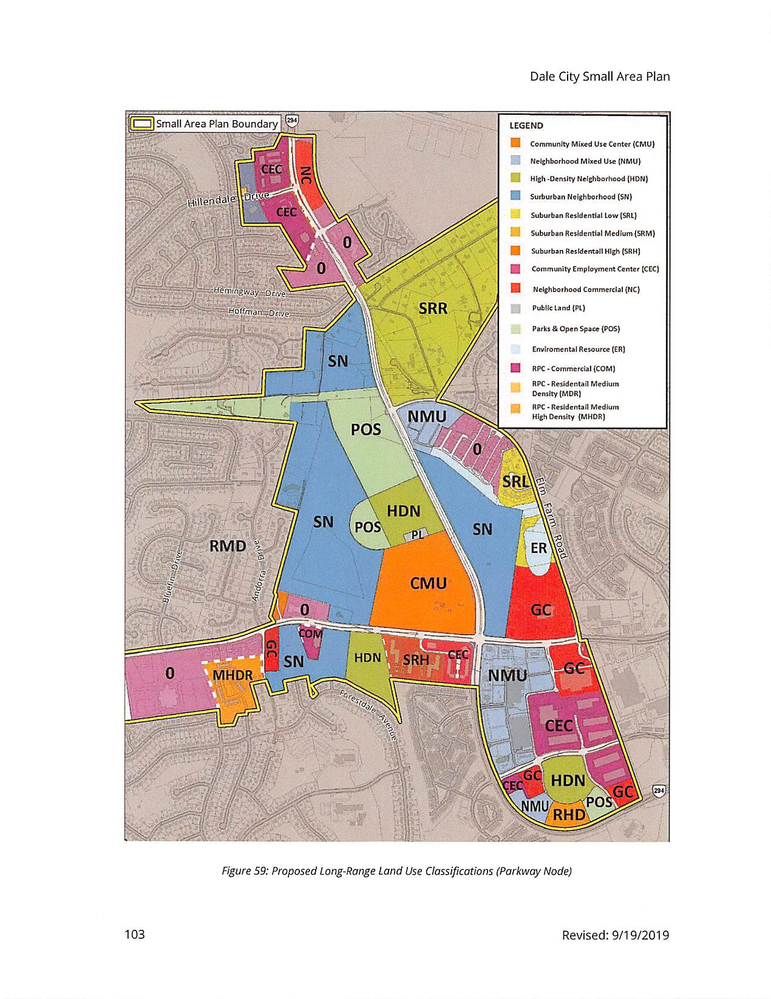 Dale City Small Area Plan
Small Area Plan Boundary
294
LEGEND
Community Mixed Use Center (CMU)
Neighborhood Mixed Use (NMU)
High -Density Neighborhood (HDN)
Surburban Neighborhood (SN)
Suburban Residential Low (SRL)
Suburban Residential Medium (SRM)
Suburban Residentail High (SRH)
Community Employment Center (CEC)
Neighborhood Commercial (NC)
Public Land (PL)
Parks & Open Space (POS)
Enviromental Resource (ER)
RPC - Commercial (COM)
RPC - Residentail Medium
Density (MDR)
RPC - Residentail Medium
High Density (MHDR)
CEC
NC
Hillendale Drive
CEC
O
O
Hemingway Drive
Hoffman Drive
SRR
SN
NMU
POS
O
SRL
Elm Farm Road
HDN
SN
POS
PL
SN
RMD
ER
Andorra Drive
Bluefin Drive
CMU
O
GC
COM
GC
SN
HDN
SRH
CEC
O
MHDR
NMU
GC
Forestdale Avenue
CEC
GC
CEC
HDN
GC
294
NMU
POS
RHD
Figure 59: Proposed Long-Range Land Use Classifications (Parkway Node)
103
Revised: 9/19/2019